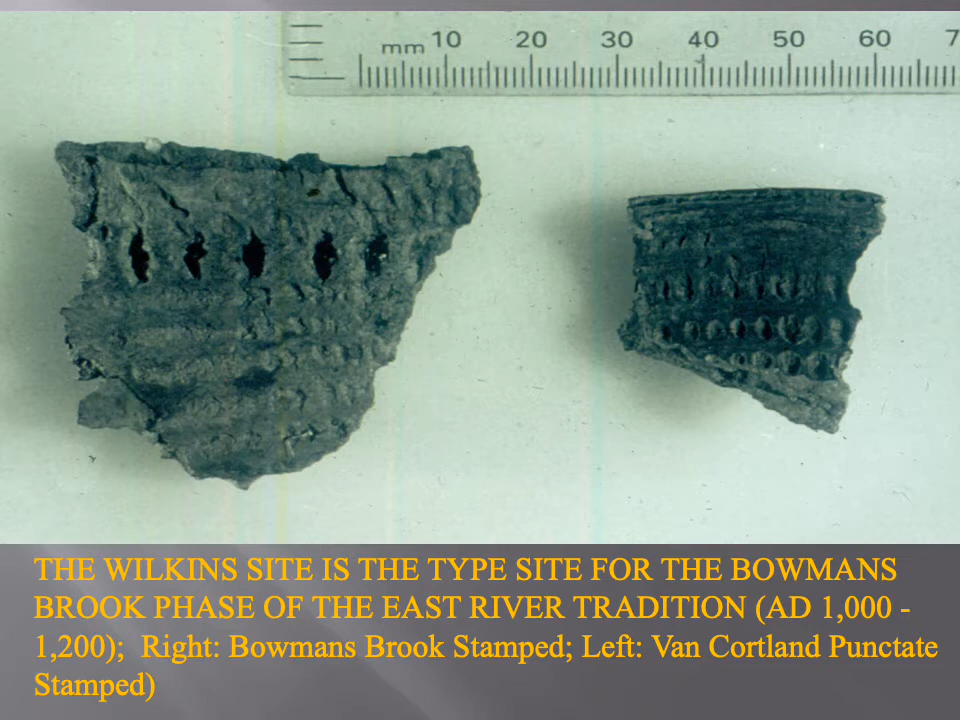 mm 10 20 30 40 50 60 7
THE WILKINS SITE IS THE TYPE SITE FOR THE BOWMANS
BROOK PHASE OF THE EAST RIVER TRADITION (AD 1,000 -
1,200);  Right: Bowmans Brook Stamped; Left: Van Cortland Punctate
Stamped)